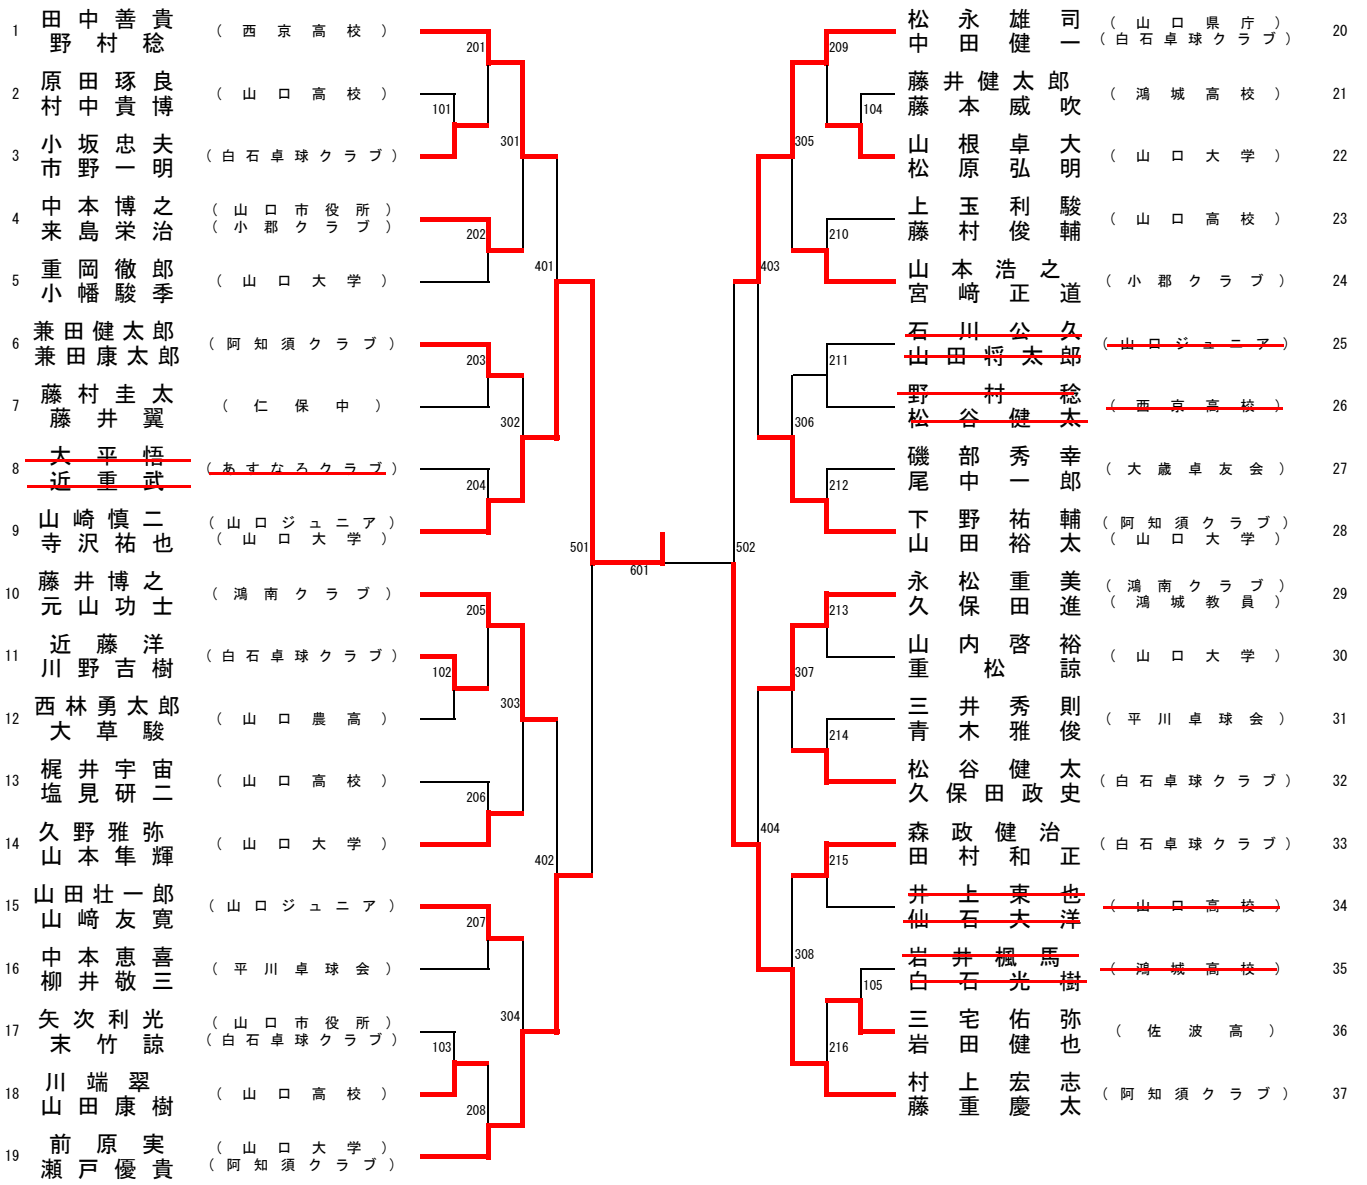 1 田中善貴 (西京高校)
野村稔
2 原田琢良 (山口高校)
村中貴博
3 小坂忠夫 (白石卓球クラブ)
市野一明
4 中本博之 (山口市役所)
来島栄治 (小郡クラブ)
5 重岡徹郎 (山口大学)
小幡駿季
6 兼田健太郎 (阿知須クラブ)
兼田康太郎
7 藤村圭太 (仁保中)
藤井翼
8 大平悟 (あすなろクラブ)
近重武
9 山崎慎二 (山口ジュニア)
寺沢祐也 (山口大学)
10 藤井博之 (鴻南クラブ)
元山功士
11 近藤洋 (白石卓球クラブ)
川野吉樹
12 西林勇太郎 (山口農高)
大草駿
13 梶井宇宙 (山口高校)
塩見研二
14 久野雅弥 (山口大学)
山本隼輝
15 山田壮一郎 (山口ジュニア)
山﨑友寛
16 中本恵喜 (平川卓球会)
柳井敬三
17 矢次利光 (山口市役所)
末竹諒 (白石卓球クラブ)
18 川端翠 (山口高校)
山田康樹
19 前原実 (山口大学)
瀬戸優貴 (阿知須クラブ)
101
102
103
201
202
203
204
205
206
207
208
301
302
303
304
401
402
501
601
502
403
404
305
306
307
308
209
210
211
212
213
214
215
216
104
105
松永雄司 (山口県庁) 20
中田健一 (白石卓球クラブ)
藤井健太郎 (鴻城高校) 21
藤本威吹
山根卓大 (山口大学) 22
松原弘明
上玉利駿 (山口高校) 23
藤村俊輔
山本浩之 (小郡クラブ) 24
宮﨑正道
石川公久 (山口ジュニア) 25
山田将太郎
野村稔 (西京高校) 26
松谷健太
磯部秀幸 (大歳卓友会) 27
尾中一郎
下野祐輔 (阿知須クラブ) 28
山田裕太 (山口大学)
永松重美 (鴻南クラブ) 29
久保田進 (鴻城教員)
山内啓裕 (山口大学) 30
重松諒
三井秀則 (平川卓球会) 31
青木雅俊
松谷健太 (白石卓球クラブ) 32
久保田政史
森政健治 (白石卓球クラブ) 33
田村和正
井上東也 (山口高校) 34
仙石大洋
岩井楓馬 (鴻城高校) 35
白石光樹
三宅佑弥 (佐波高) 36
岩田健也
村上宏志 (阿知須クラブ) 37
藤重慶太